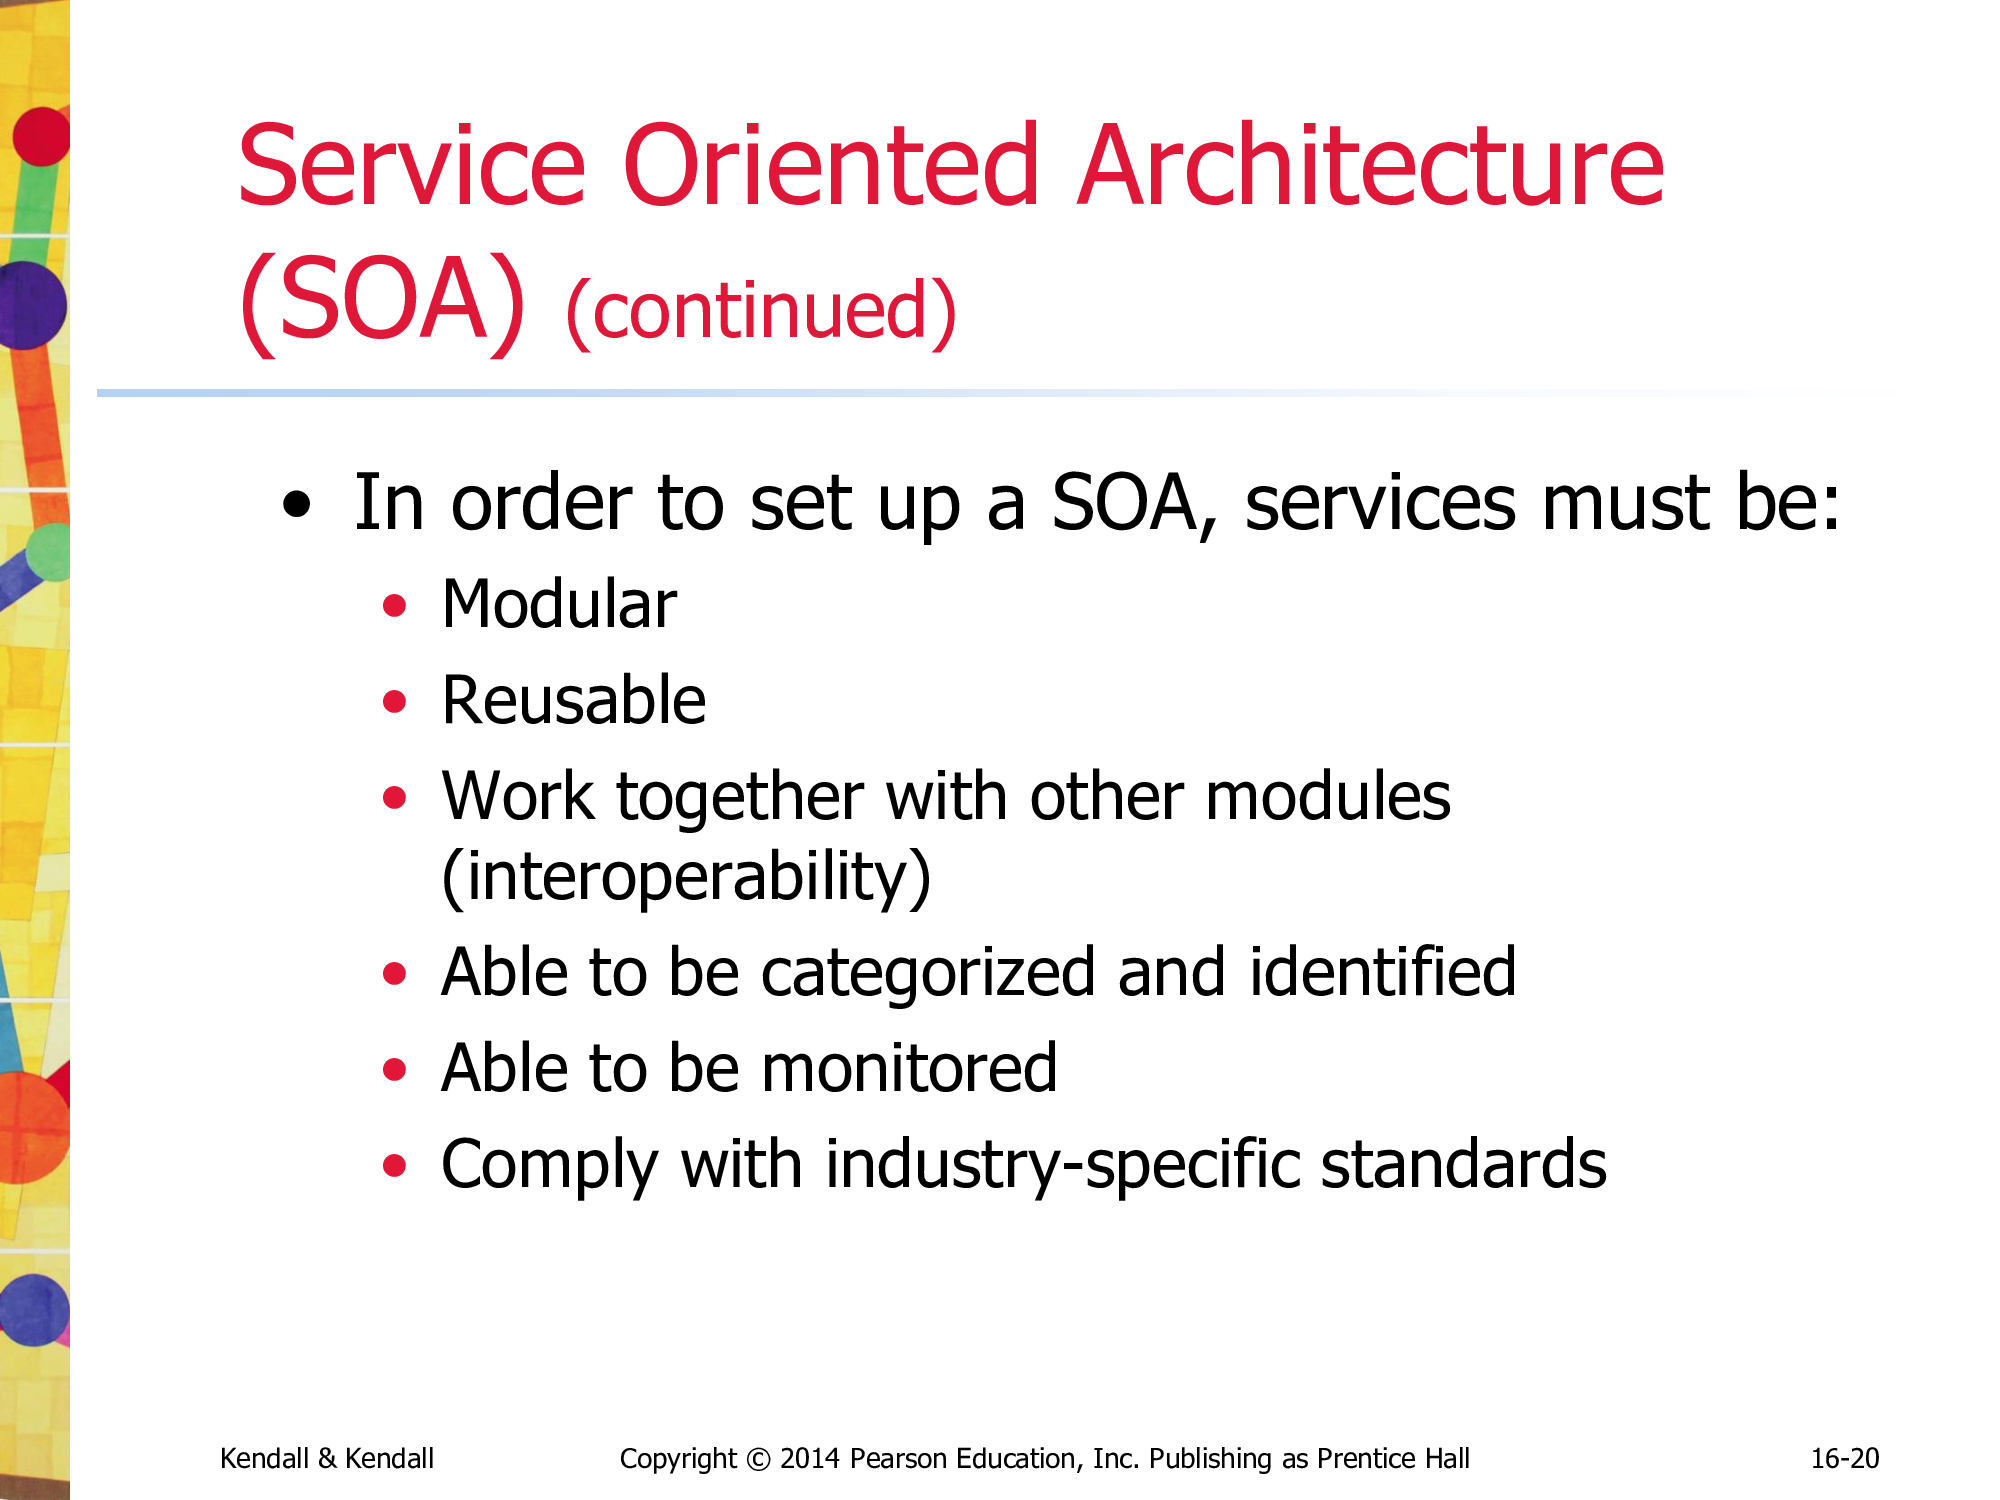 Service Oriented Architecture
(SOA) (continued)
• In order to set up a SOA, services must be:
• Modular
• Reusable
• Work together with other modules
(interoperability)
• Able to be categorized and identified
• Able to be monitored
• Comply with industry-specific standards
Kendall & Kendall Copyright © 2014 Pearson Education, Inc. Publishing as Prentice Hall 16-20